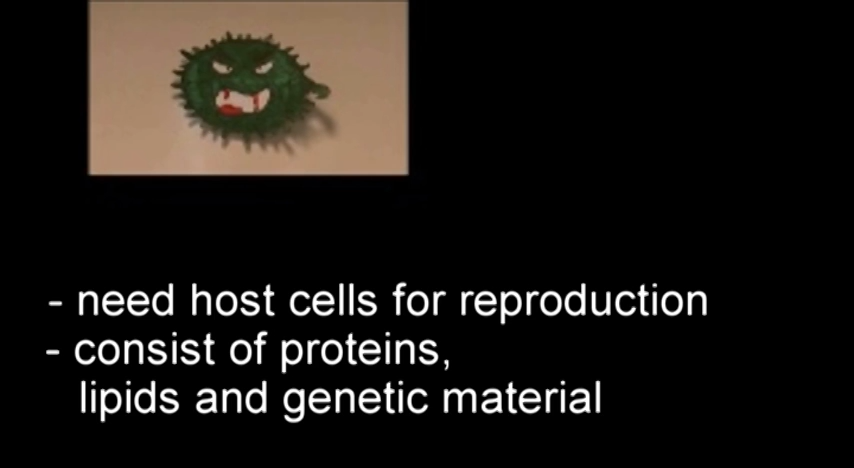 - need host cells for reproduction
- consist of proteins,
lipids and genetic material